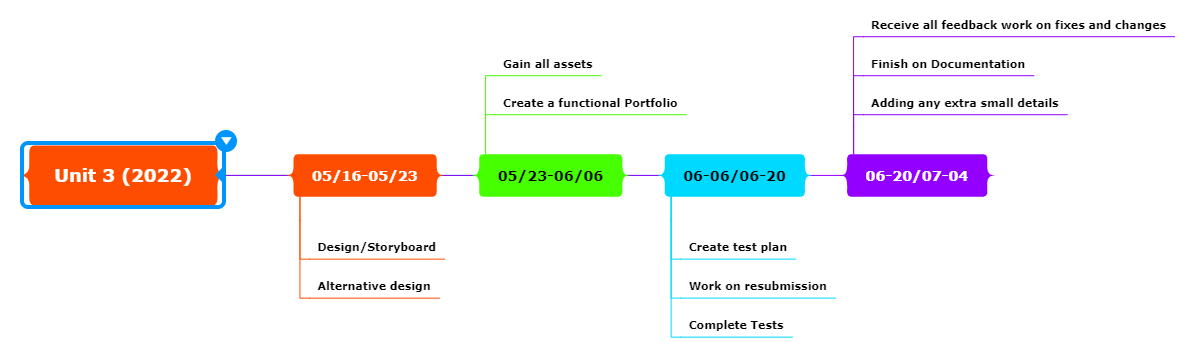 Receive all feedback work on fixes and changes
Gain all assets
Finish on Documentation
Create a functional Portfolio
Adding any extra small details
Unit 3 (2022)
05/16-05/23
05/23-06/06
06-06/06-20
06-20/07-04
Design/Storyboard
Create test plan
Alternative design
Work on resubmission
Complete Tests